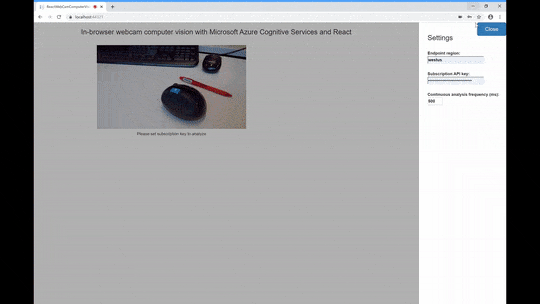 ReactWebCamComputerVis
localhost:44321
In-browser webcam computer vision with Microsoft Azure Cognitive Services and React
Please set subscription key to analyze
Close
Settings
Endpoint region:
westus
Subscription API key:
Continuous analysis frequency (ms):
500